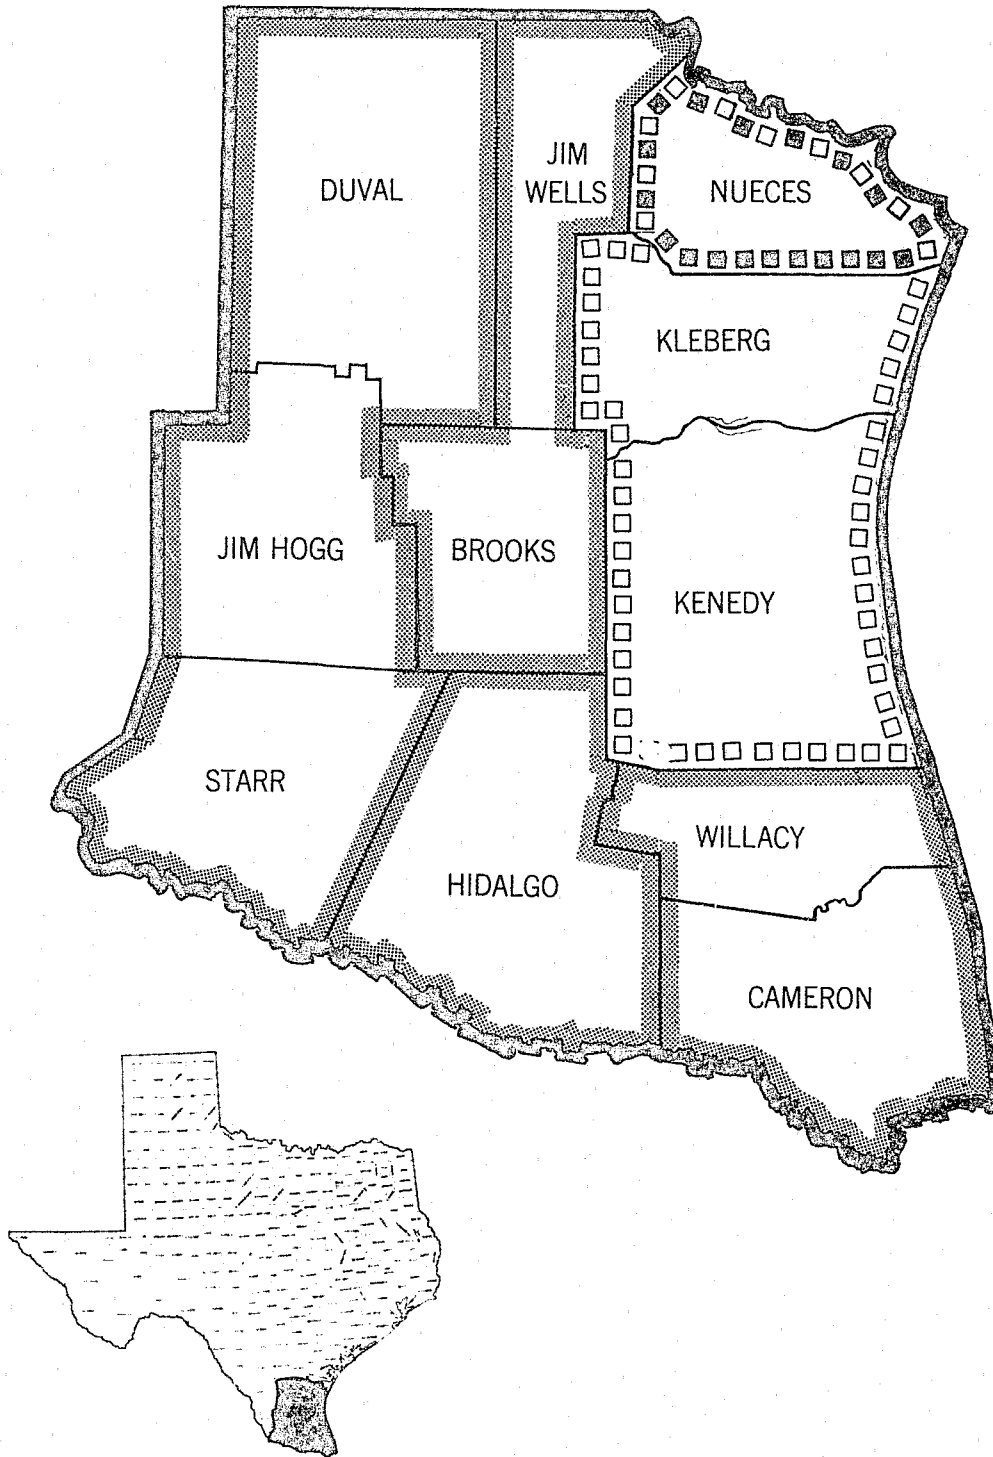 DUVAL
JIM
WELLS
NUECES
KLEBERG
JIM HOGG
BROOKS
KENEDY
STARR
WILLACY
HIDALGO
CAMERON